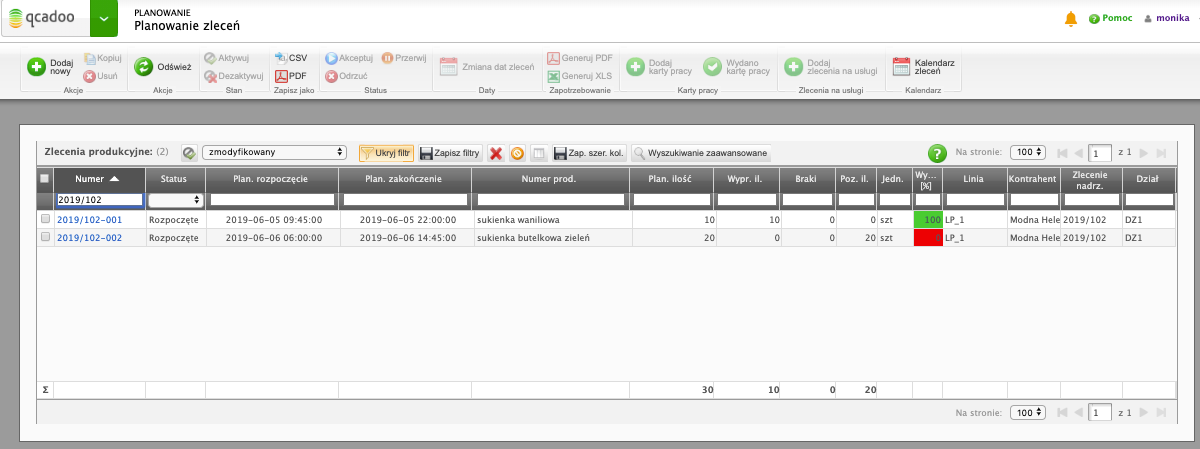 qcadoo
PLANOWANIE
Planowanie zleceń
Pomoc
monika
Dodaj nowy
Kopiuj
Usuń
Akcje
Odśwież
Akcje
Aktywuj
Dezaktywuj
Stan
CSV
PDF
Zapisz jako
Akceptuj
Przerwij
Odrzuć
Status
Zmiana dat zleceń
Daty
Generuj PDF
Generuj XLS
Zapotrzebowanie
Dodaj karty pracy
Wydano kartę pracy
Karty pracy
Dodaj zlecenia na usługi
Zlecenia na usługi
Kalendarz zleceń
Kalendarz
Zlecenia produkcyjne: (2) zmodyfikowany Ukryj filtr Zapisz filtry Zap. szer. kol. Wyszukiwanie zaawansowane ? Na stronie: 100 1 z 1
Numer Status Plan. rozpoczęcie Plan. zakończenie Numer prod. Plan. ilość Wypr. il. Braki Poz. il. Jedn. Wy... [%] Linia Kontrahent Zlecenie nadrz. Dział
2019/102
2019/102-001 Rozpoczęte 2019-06-05 09:45:00 2019-06-05 22:00:00 sukienka waniliowa 10 10 0 0 szt 100 LP_1 Modna Hele 2019/102 DZ1
2019/102-002 Rozpoczęte 2019-06-06 06:00:00 2019-06-06 14:45:00 sukienka butelkowa zieleń 20 0 0 20 szt LP_1 Modna Hele 2019/102 DZ1
Σ 30 10 0 20
Na stronie: 100 1 z 1